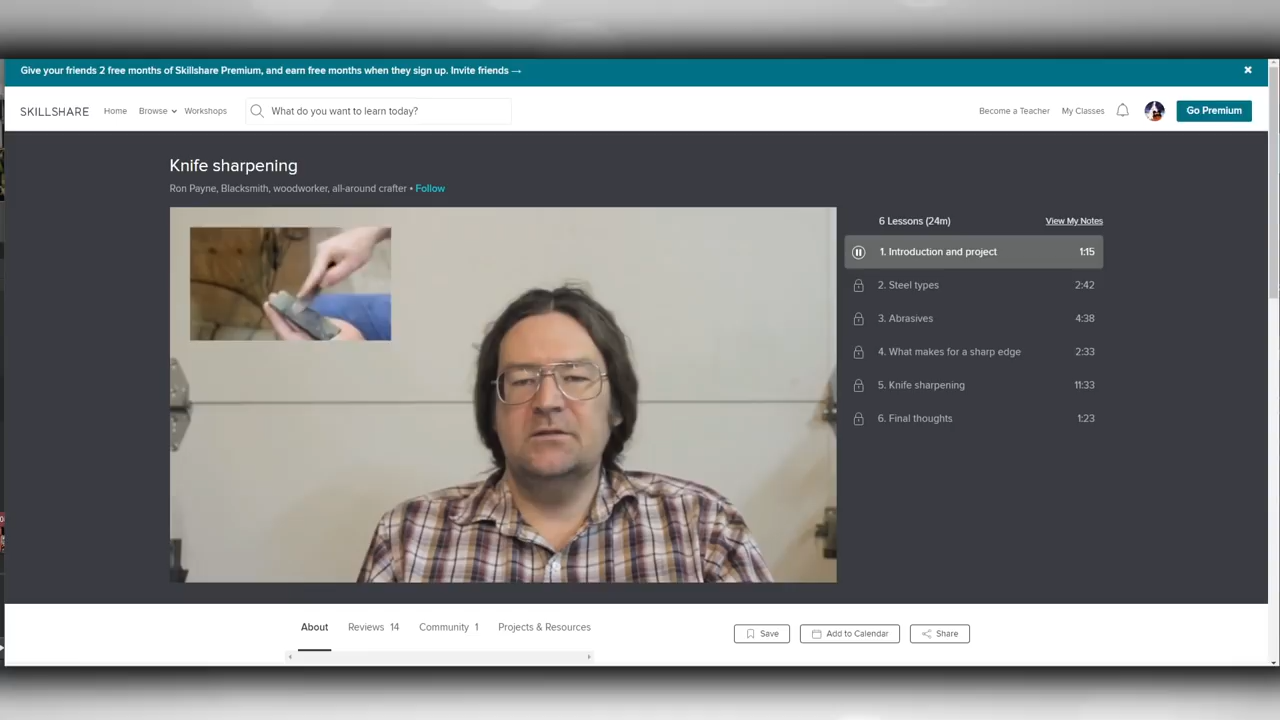 Give your friends 2 free months of Skillshare Premium, and earn free months when they sign up. Invite friends →
SKILLSHARE Home Browse Workshops What do you want to learn today? Become a Teacher My Classes Go Premium
Knife sharpening
Ron Payne, Blacksmith, woodworker, all-around crafter • Follow
6 Lessons (24m) View My Notes
1. Introduction and project 1:15
2. Steel types 2:42
3. Abrasives 4:38
4. What makes for a sharp edge 2:33
5. Knife sharpening 11:33
6. Final thoughts 1:23
About Reviews 14 Community 1 Projects & Resources Save Add to Calendar Share